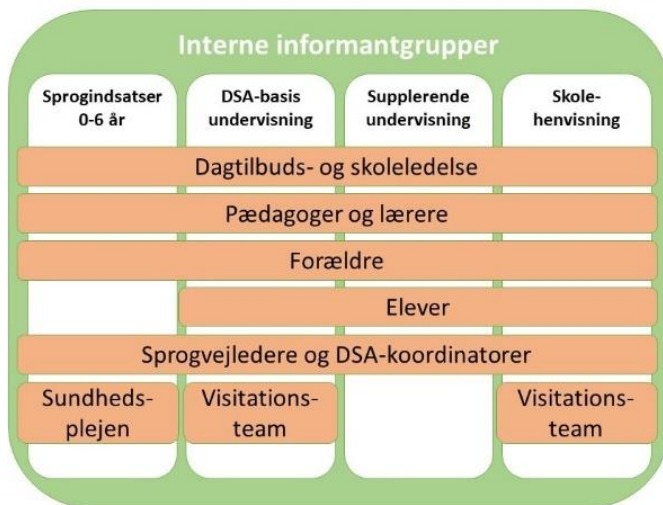 Interne informantgrupper
Sprogindsatser
0-6 år
DSA-basis
undervisning
Supplerende
undervisning
Skole-
henvisning
Dagtilbuds- og skoleledelse
Pædagoger og lærere
Forældre
Elever
Sprogvejledere og DSA-koordinatorer
Sundheds-
plejen
Visitations-
team
Visitations-
team